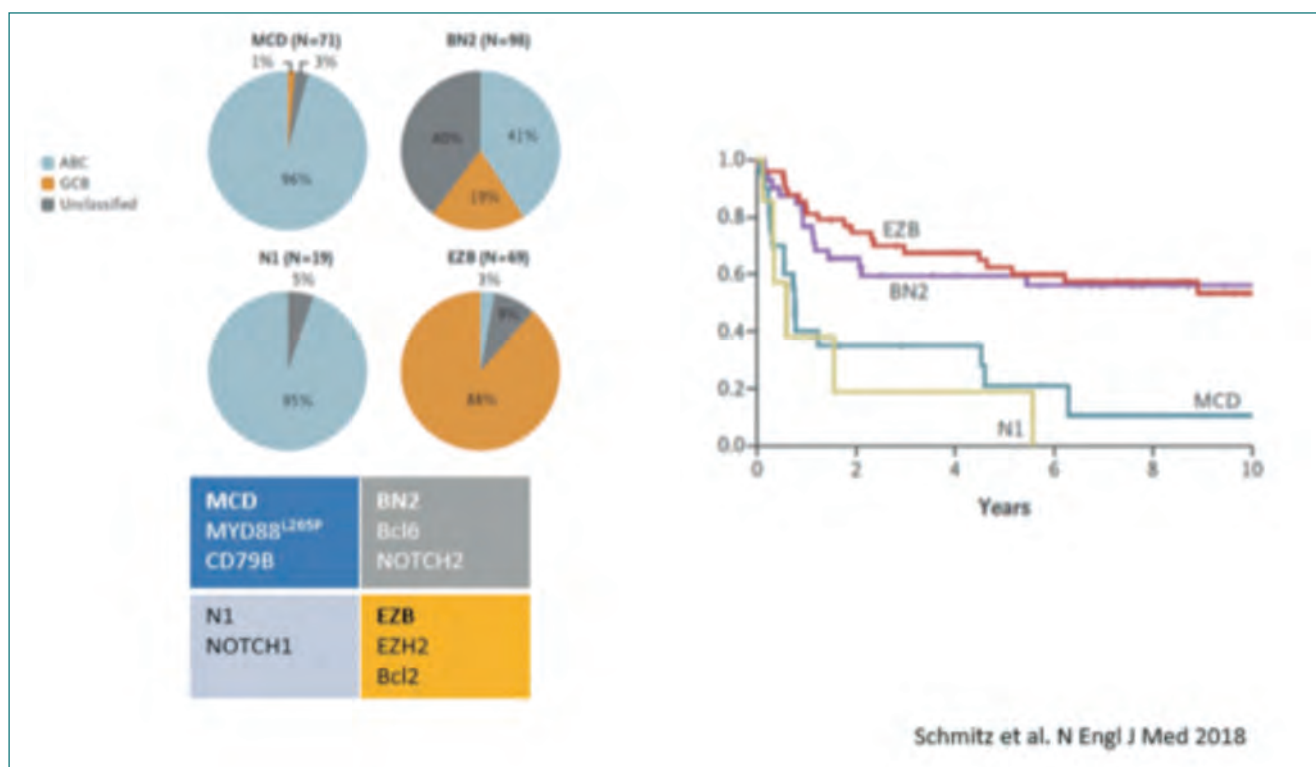 MCD (N=71)
1%
3%
96%
BN2 (N=98)
40%
41%
19%
ABC
GCB
Unclassified
N1 (N=19)
5%
95%
EZB (N=69)
3%
9%
88%
MCD
MYD88L265P
CD79B
BN2
Bcl6
NOTCH2
N1
NOTCH1
EZB
EZH2
Bcl2
1.0
0.8
0.6
0.4
0.2
0.0
EZB
BN2
MCD
N1
0 2 4 6 8 10
Years
Schmitz et al. N Engl J Med 2018